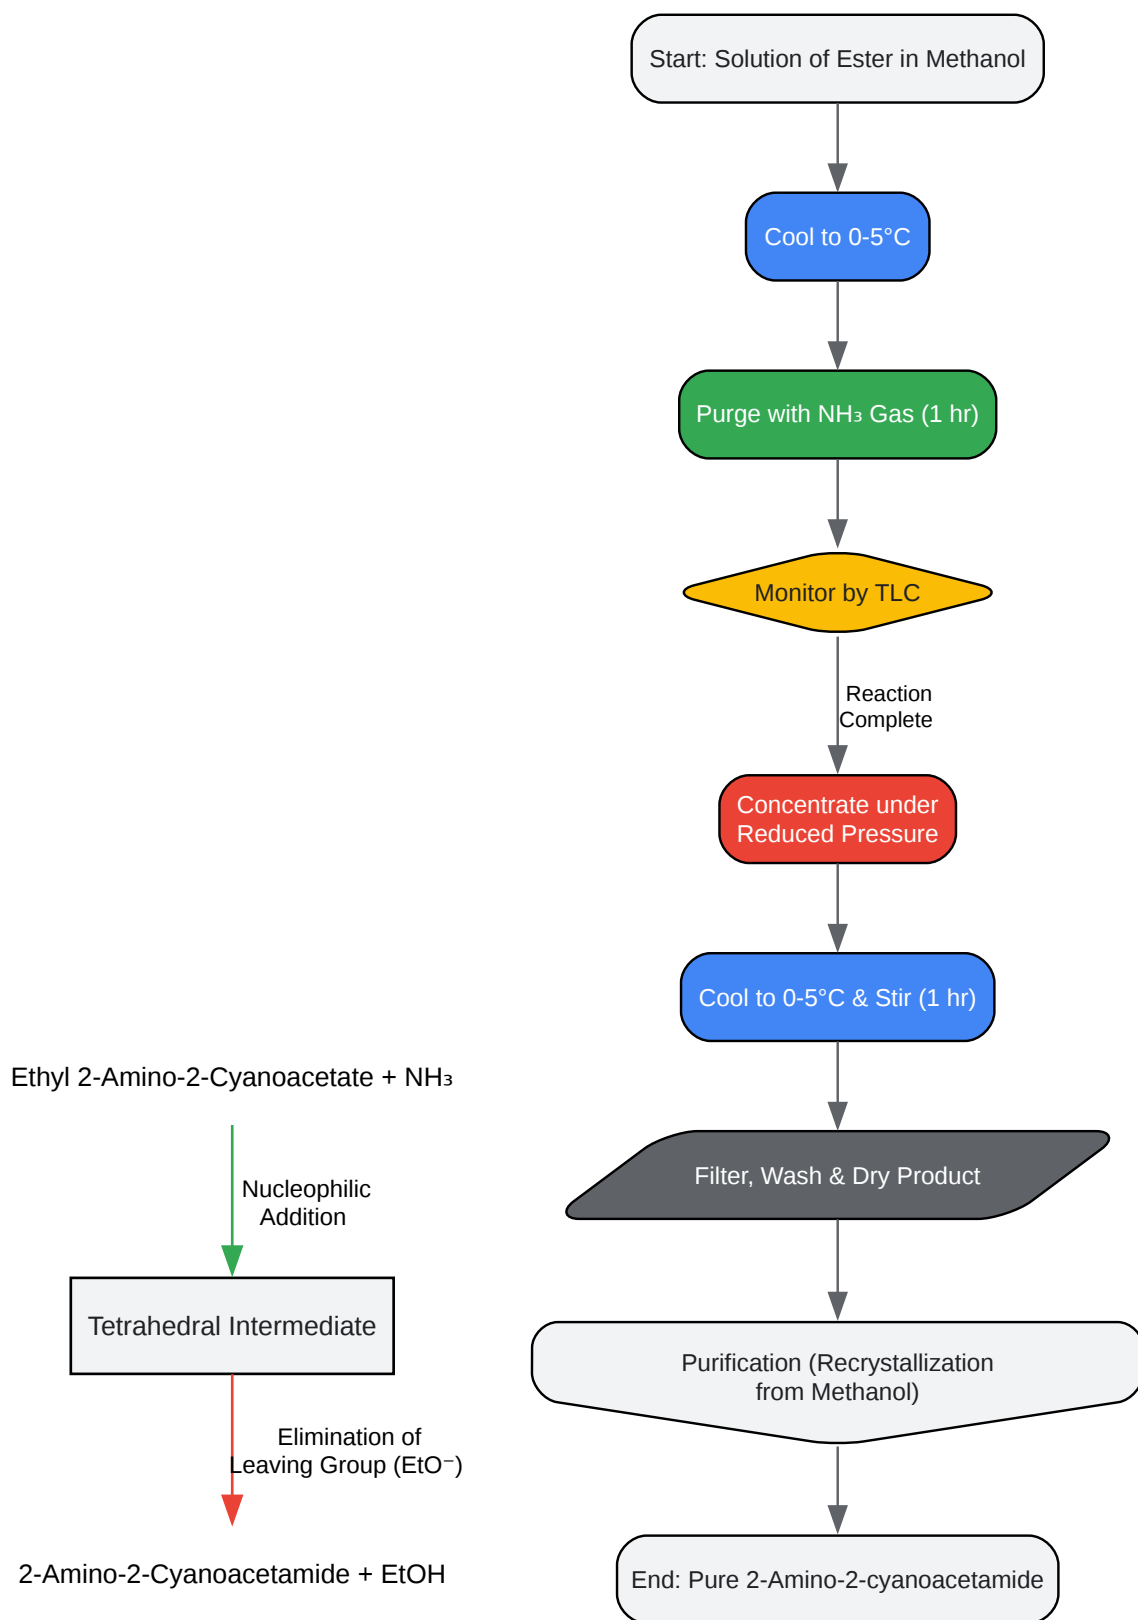 Start: Solution of Ester in Methanol
Cool to 0-5°C
Purge with NH₃ Gas (1 hr)
Monitor by TLC
Reaction
Complete
Concentrate under
Reduced Pressure
Cool to 0-5°C & Stir (1 hr)
Filter, Wash & Dry Product
Purification (Recrystallization
from Methanol)
End: Pure 2-Amino-2-cyanoacetamide
Ethyl 2-Amino-2-Cyanoacetate + NH₃
Nucleophilic
Addition
Tetrahedral Intermediate
Elimination of
Leaving Group (EtO⁻)
2-Amino-2-Cyanoacetamide + EtOH